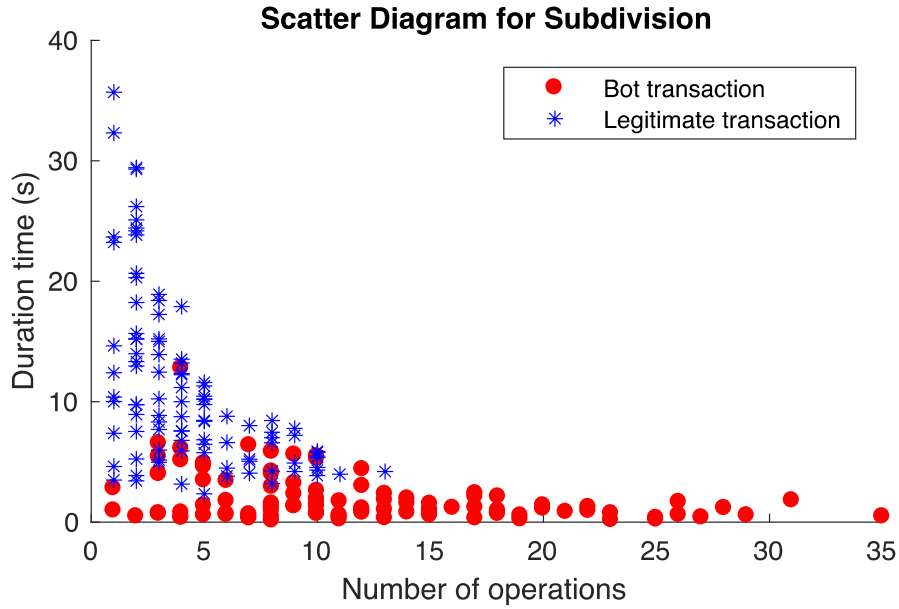 Scatter Diagram for Subdivision
40
30
20
10
0
Duration time (s)
Bot transaction
Legitimate transaction
0 5 10 15 20 25 30 35
Number of operations